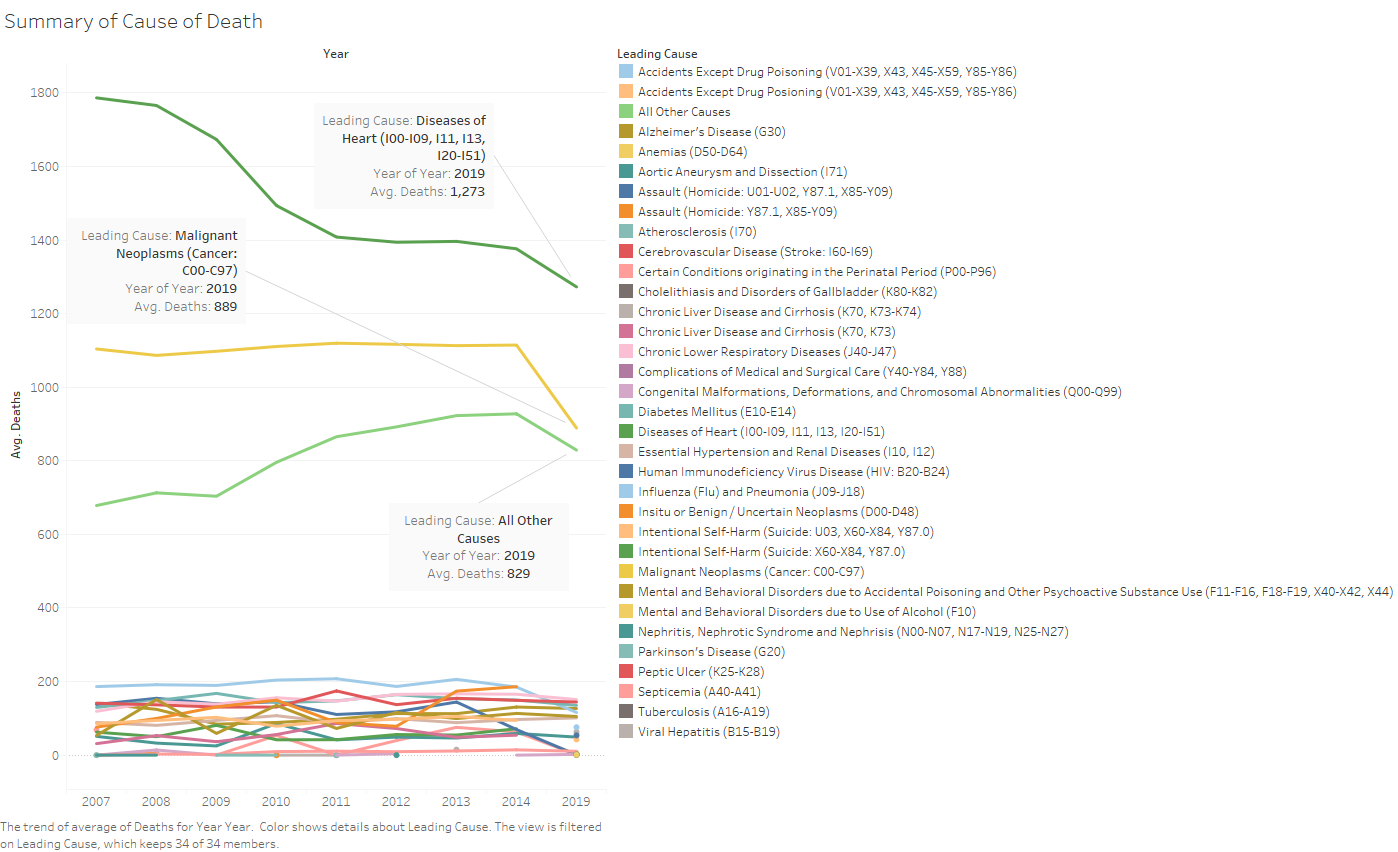 Summary of Cause of Death
Year
Leading Cause
Accidents Except Drug Poisoning (V01-X39, X43, X45-X59, Y85-Y86)
Accidents Except Drug Posioning (V01-X39, X43, X45-X59, Y85-Y86)
All Other Causes
Alzheimer's Disease (G30)
Anemias (D50-D64)
Aortic Aneurysm and Dissection (I71)
Assault (Homicide: U01-U02, Y87.1, X85-Y09)
Assault (Homicide: Y87.1, X85-Y09)
Atherosclerosis (I70)
Cerebrovascular Disease (Stroke: I60-I69)
Certain Conditions originating in the Perinatal Period (P00-P96)
Cholelithiasis and Disorders of Gallbladder (K80-K82)
Chronic Liver Disease and Cirrhosis (K70, K73-K74)
Chronic Liver Disease and Cirrhosis (K70, K73)
Chronic Lower Respiratory Diseases (J40-J47)
Complications of Medical and Surgical Care (Y40-Y84, Y88)
Congenital Malformations, Deformations, and Chromosomal Abnormalities (Q00-Q99)
Diabetes Mellitus (E10-E14)
Diseases of Heart (I00-I09, I11, I13, I20-I51)
Essential Hypertension and Renal Diseases (I10, I12)
Human Immunodeficiency Virus Disease (HIV: B20-B24)
Influenza (Flu) and Pneumonia (J09-J18)
Insitu or Benign / Uncertain Neoplasms (D00-D48)
Intentional Self-Harm (Suicide: U03, X60-X84, Y87.0)
Intentional Self-Harm (Suicide: X60-X84, Y87.0)
Malignant Neoplasms (Cancer: C00-C97)
Mental and Behavioral Disorders due to Accidental Poisoning and Other Psychoactive Substance Use (F11-F16, F18-F19, X40-X42, X44)
Mental and Behavioral Disorders due to Use of Alcohol (F10)
Nephritis, Nephrotic Syndrome and Nephrisis (N00-N07, N17-N19, N25-N27)
Parkinson's Disease (G20)
Peptic Ulcer (K25-K28)
Septicemia (A40-A41)
Tuberculosis (A16-A19)
Viral Hepatitis (B15-B19)
Avg. Deaths
1800
1600
1400
1200
1000
800
600
400
200
0
Leading Cause: Diseases of
Heart (I00-I09, I11, I13,
I20-I51)
Year of Year: 2019
Avg. Deaths: 1,273
Leading Cause: Malignant
Neoplasms (Cancer:
C00-C97)
Year of Year: 2019
Avg. Deaths: 889
Leading Cause: All Other
Causes
Year of Year: 2019
Avg. Deaths: 829
2007 2008 2009 2010 2011 2012 2013 2014 2019
The trend of average of Deaths for Year Year. Color shows details about Leading Cause. The view is filtered
on Leading Cause, which keeps 34 of 34 members.